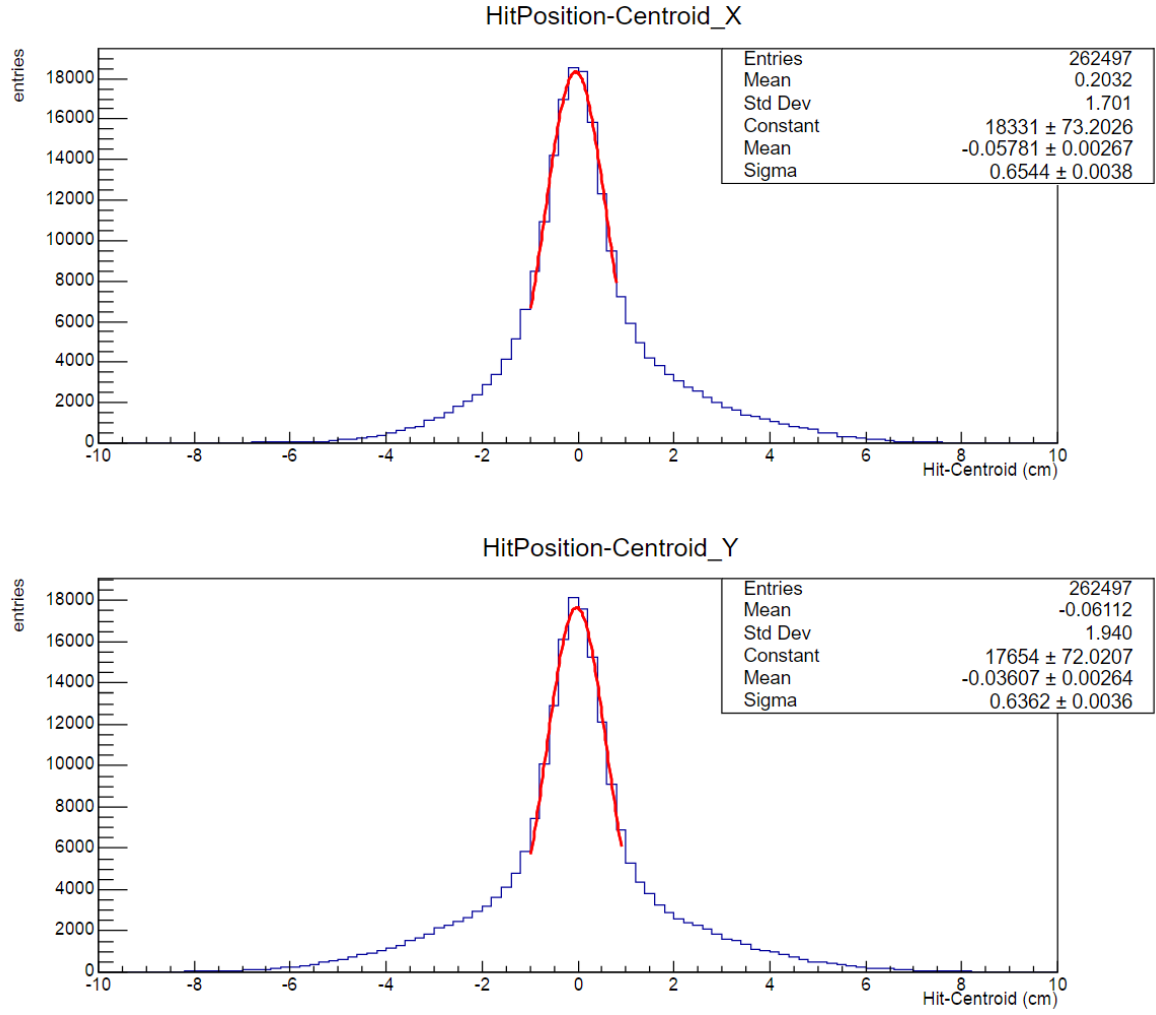 HitPosition-Centroid_X
entries
Entries 262497
Mean 0.2032
Std Dev 1.701
Constant 18331 ± 73.2026
Mean -0.05781 ± 0.00267
Sigma 0.6544 ± 0.0038
18000
16000
14000
12000
10000
8000
6000
4000
2000
0
-10 -8 -6 -4 -2 0 2 4 6 8 10
Hit-Centroid (cm)
HitPosition-Centroid_Y
entries
Entries 262497
Mean -0.06112
Std Dev 1.940
Constant 17654 ± 72.0207
Mean -0.03607 ± 0.00264
Sigma 0.6362 ± 0.0036
18000
16000
14000
12000
10000
8000
6000
4000
2000
0
-10 -8 -6 -4 -2 0 2 4 6 8 10
Hit-Centroid (cm)